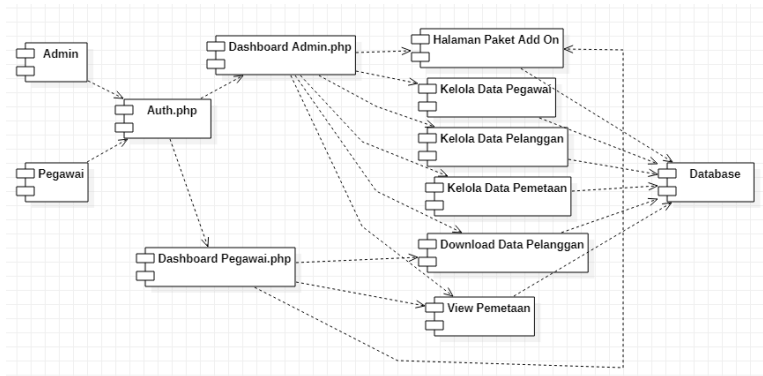 Admin
Dashboard Admin.php
Halaman Paket Add On
Kelola Data Pegawai
Auth.php
Kelola Data Pelanggan
Pegawai
Kelola Data Pemetaan
Database
Dashboard Pegawai.php
Download Data Pelanggan
View Pemetaan